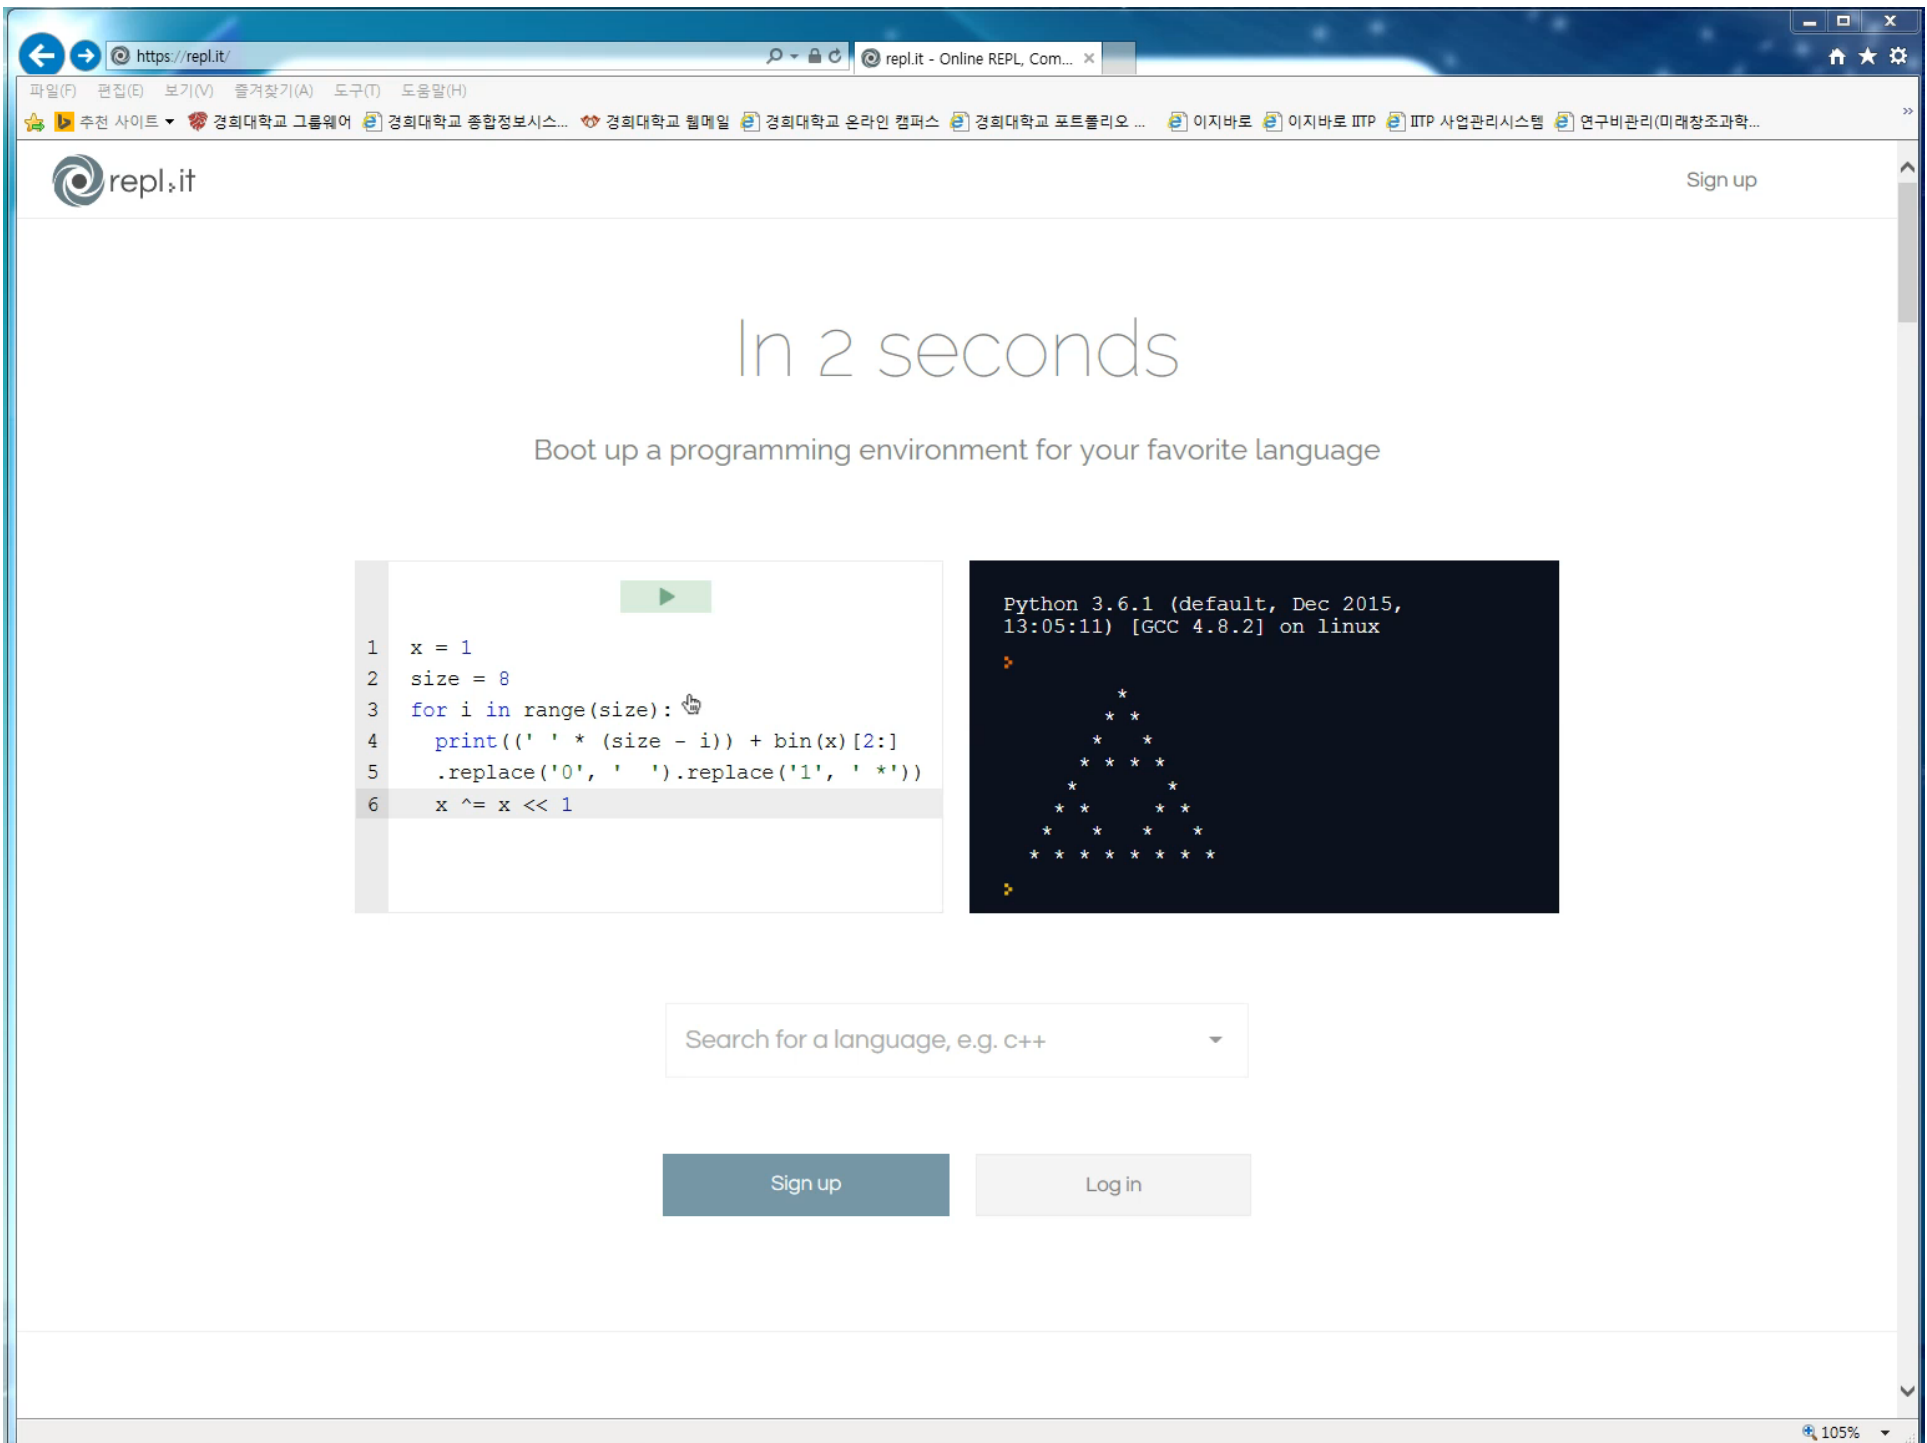 https://repl.it/
repl.it - Online REPL, Com...
파일(F) 편집(E) 보기(V) 즐겨찾기(A) 도구(T) 도움말(H)
추천 사이트 경희대학교 그룹웨어 경희대학교 종합정보시스... 경희대학교 웹메일 경희대학교 온라인 캠퍼스 경희대학교 포트폴리오 ... 이지바로 이지바로 IITP IITP 사업관리시스템 연구비관리(미래창조과학...
repl.it
Sign up
In 2 seconds
Boot up a programming environment for your favorite language
1 x = 1
2 size = 8
3 for i in range(size):
4 print((' ' * (size - i)) + bin(x)[2:]
5 .replace('0', '  ').replace('1', ' *'))
6 x ^= x << 1
Python 3.6.1 (default, Dec 2015,
13:05:11) [GCC 4.8.2] on linux
*
* *
*   *
* * * *
*       *
* *     * *
*   *   *   *
* * * * * * * *
Search for a language, e.g. c++
Sign up
Log in
105%